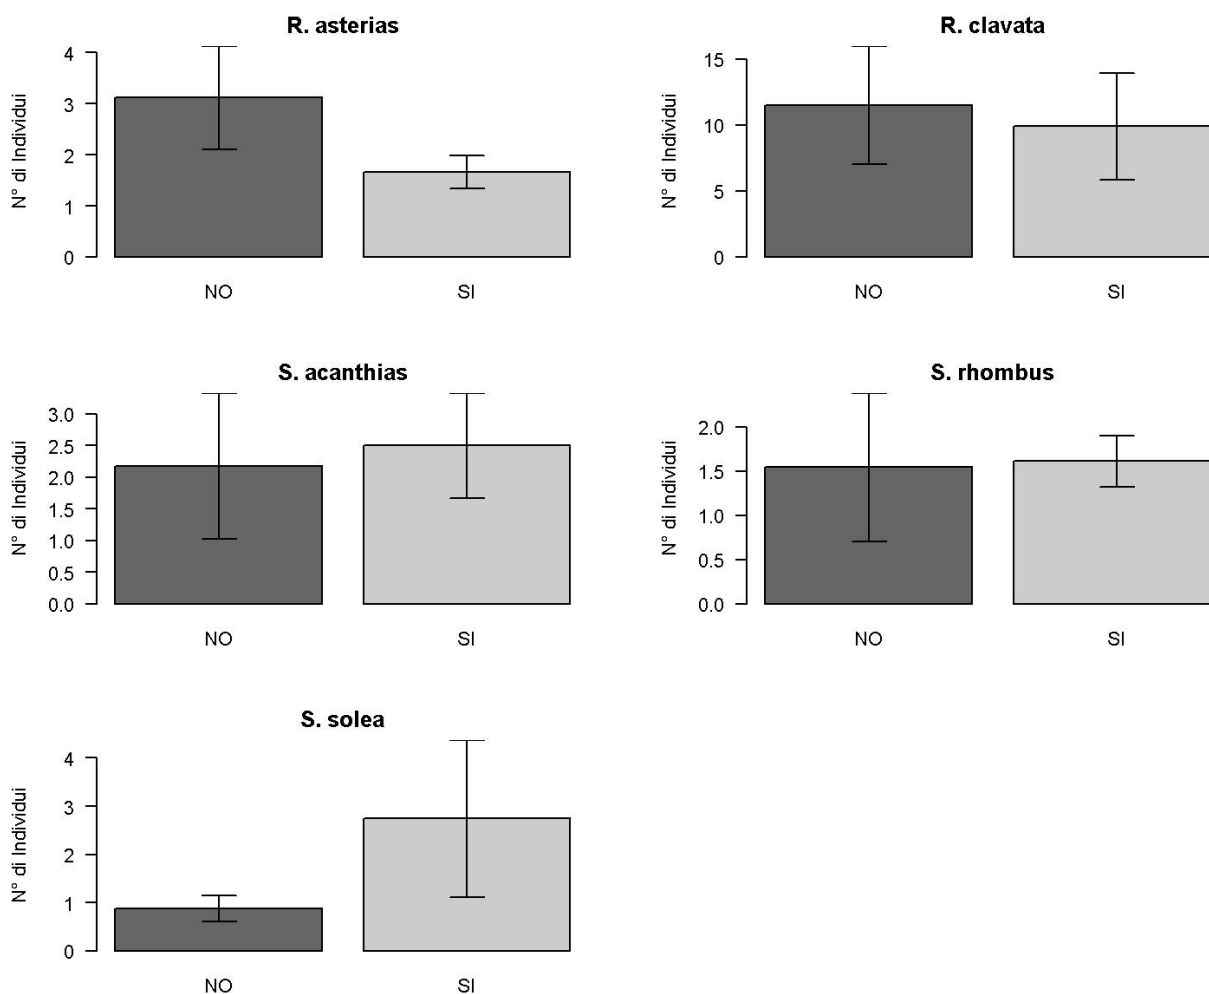 R. asterias
N° di Individui
4
3
2
1
0
NO
SI
R. clavata
N° di Individui
15
10
5
0
NO
SI
S. acanthias
N° di Individui
3.0
2.5
2.0
1.5
1.0
0.5
0.0
NO
SI
S. rhombus
N° di Individui
2.0
1.5
1.0
0.5
0.0
NO
SI
S. solea
N° di Individui
4
3
2
1
0
NO
SI